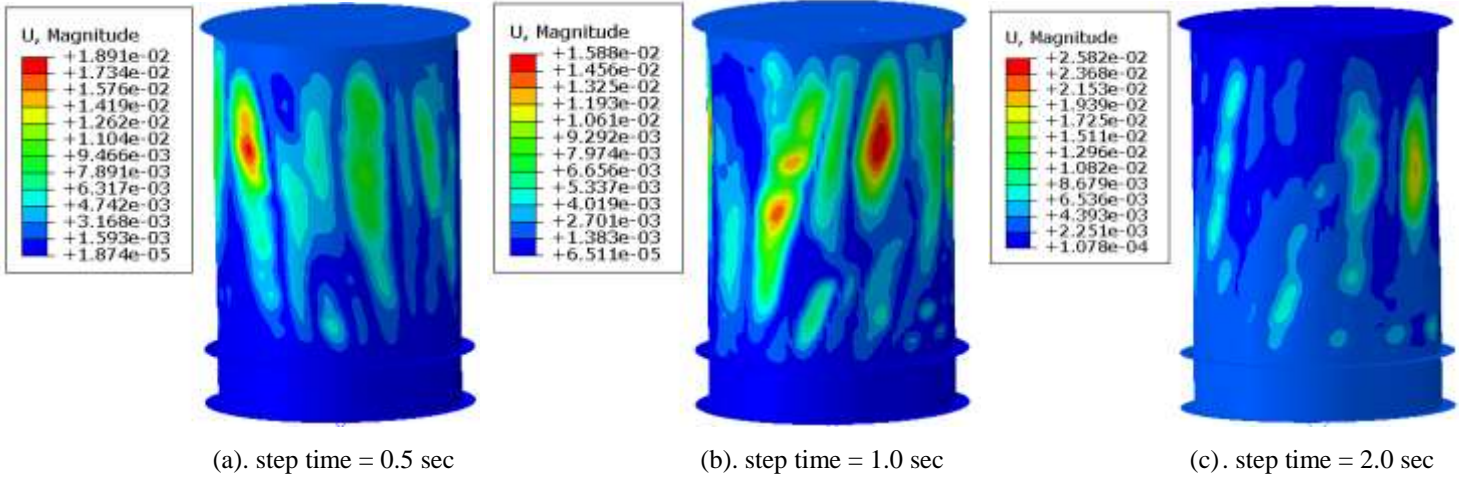 U, Magnitude
+1.891e-02
+1.734e-02
+1.576e-02
+1.419e-02
+1.262e-02
+1.104e-02
+9.466e-03
+7.891e-03
+6.317e-03
+4.742e-03
+3.168e-03
+1.593e-03
+1.874e-05
U, Magnitude
+1.588e-02
+1.456e-02
+1.325e-02
+1.193e-02
+1.061e-02
+9.292e-03
+7.974e-03
+6.656e-03
+5.337e-03
+4.019e-03
+2.701e-03
+1.383e-03
+6.511e-05
U, Magnitude
+2.582e-02
+2.368e-02
+2.153e-02
+1.939e-02
+1.725e-02
+1.511e-02
+1.296e-02
+1.082e-02
+8.679e-03
+6.536e-03
+4.393e-03
+2.251e-03
+1.078e-04
(a). step time = 0.5 sec
(b). step time = 1.0 sec
(c). step time = 2.0 sec